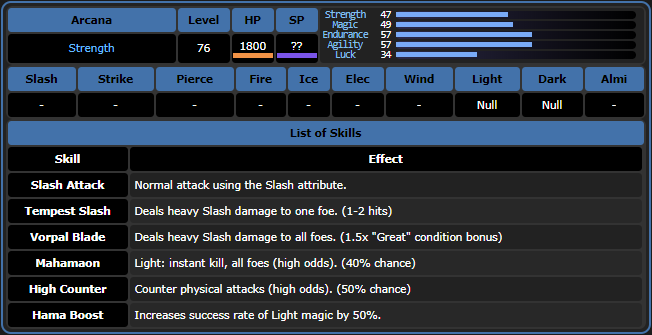 Arcana Level HP SP
Strength 76 1800 ??
Strength 47
Magic 49
Endurance 57
Agility 57
Luck 34
Slash Strike Pierce Fire Ice Elec Wind Light Dark Almi
- - - - - - - Null Null -
List of Skills
Skill Effect
Slash Attack Normal attack using the Slash attribute.
Tempest Slash Deals heavy Slash damage to one foe. (1-2 hits)
Vorpal Blade Deals heavy Slash damage to all foes. (1.5x "Great" condition bonus)
Mahamaon Light: instant kill, all foes (high odds). (40% chance)
High Counter Counter physical attacks (high odds). (50% chance)
Hama Boost Increases success rate of Light magic by 50%.